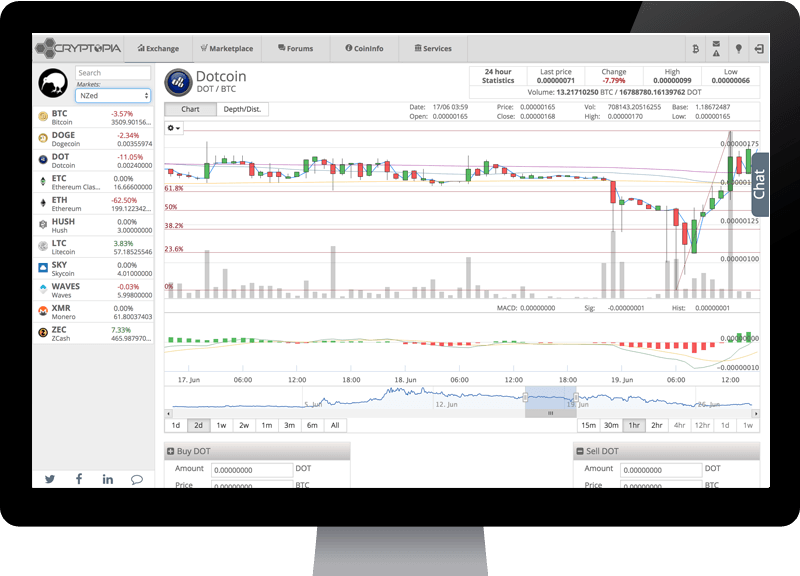 CRYPTOPIA
Exchange
Marketplace
Forums
CoinInfo
Services
Search
Markets:
NZed
BTC -3.57%
Bitcoin 3509.90156...
DOGE -2.34%
Dogecoin 0.00355974
DOT -11.05%
Dotcoin 0.00240000
ETC 0.00%
Ethereum Clas... 16.66600000
ETH -62.50%
Ethereum 199.122342...
HUSH 0.00%
Hush 3.00000000
LTC 3.83%
Litecoin 57.18525546
SKY 0.00%
Skycoin 4.01000000
WAVES -0.03%
Waves 5.99800000
XMR 0.00%
Monero 61.80037403
ZEC 7.33%
ZCash 465.987970...
Dotcoin
DOT / BTC
24 hour Last price Change High Low
Statistics 0.00000071 -7.79% 0.00000099 0.00000066
Volume: 13.21710250 BTC / 16788780.16139762 DOT
Chart Depth/Dist.
Date: 17/06 03:59 Price: 0.00000165 Vol: 708143.20516255 Base: 1.18672487
Open: 0.00000165 Close: 0.00000168 High: 0.00000170 Low: 0.00000165
0.00000175
61.8%
50%
38.2%
0.00000125
23.6%
0.00000100
0%
Chat
MACD: 0.00000000 Sig: -0.00000001 Hist: 0.00000001
0.00000000
-0.00000010
17. Jun 06:00 12:00 18:00 18. Jun 06:00 12:00 18:00 19. Jun 06:00 12:00
5. Jun 12. Jun 19. Jun 26. Jun
1d 2d 1w 2w 1m 3m 6m All
15m 30m 1hr 2hr 4hr 12hr 1d 1w
Buy DOT
Amount 0.00000000 DOT
Price 0.00000000 BTC
Sell DOT
Amount 0.00000000 DOT
Price 0.00000000 BTC